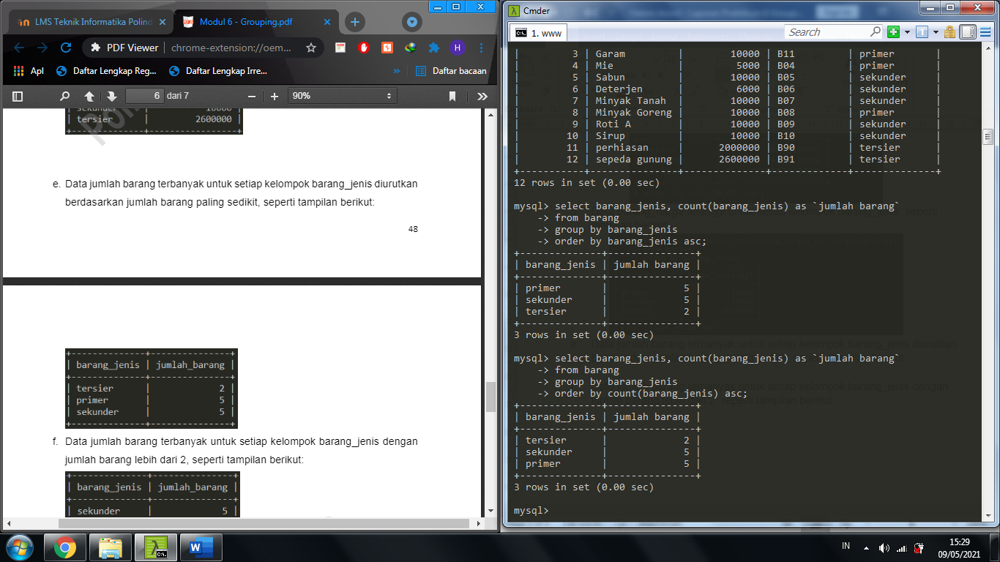 LMS Teknik Informatika Polind
Modul 6 - Grouping.pdf
PDF Viewer
chrome-extension://oem...
H
Apl
Daftar Lengkap Reg...
Daftar Lengkap Irre...
»
Daftar bacaan
6 dari 7
90%
| tersier | 2600000 |
+-------------+---------------+
e. Data jumlah barang terbanyak untuk setiap kelompok barang_jenis diurutkan
berdasarkan jumlah barang paling sedikit, seperti tampilan berikut:
48
+-------------+---------------+
| barang_jenis | jumlah_barang |
+-------------+---------------+
| tersier | 2 |
| primer | 5 |
| sekunder | 5 |
+-------------+---------------+
f. Data jumlah barang terbanyak untuk setiap kelompok barang_jenis dengan
jumlah barang lebih dari 2, seperti tampilan berikut:
+-------------+---------------+
| barang_jenis | jumlah_barang |
+-------------+---------------+
| sekunder | 5 |
Cmder
1. www
Search
| 3 | Garam | 10000 | B11 | primer |
| 4 | Mie | 5000 | B04 | primer |
| 5 | Sabun | 10000 | B05 | sekunder |
| 6 | Deterjen | 6000 | B06 | sekunder |
| 7 | Minyak Tanah | 10000 | B07 | sekunder |
| 8 | Minyak Goreng | 10000 | B08 | primer |
| 9 | Roti A | 10000 | B09 | sekunder |
| 10 | Sirup | 10000 | B10 | sekunder |
| 11 | perhiasan | 2000000 | B90 | tersier |
| 12 | sepeda gunung | 2600000 | B91 | tersier |
+-----------+---------------+--------------+-------------+--------------+
12 rows in set (0.00 sec)
mysql> select barang_jenis, count(barang_jenis) as `jumlah barang`
-> from barang
-> group by barang_jenis
-> order by barang_jenis asc;
+--------------+---------------+
| barang_jenis | jumlah barang |
+--------------+---------------+
| primer | 5 |
| sekunder | 5 |
| tersier | 2 |
+--------------+---------------+
3 rows in set (0.00 sec)
mysql> select barang_jenis, count(barang_jenis) as `jumlah barang`
-> from barang
-> group by barang_jenis
-> order by count(barang_jenis) asc;
+--------------+---------------+
| barang_jenis | jumlah barang |
+--------------+---------------+
| tersier | 2 |
| sekunder | 5 |
| primer | 5 |
+--------------+---------------+
3 rows in set (0.00 sec)
mysql>
IN
15:29
09/05/2021